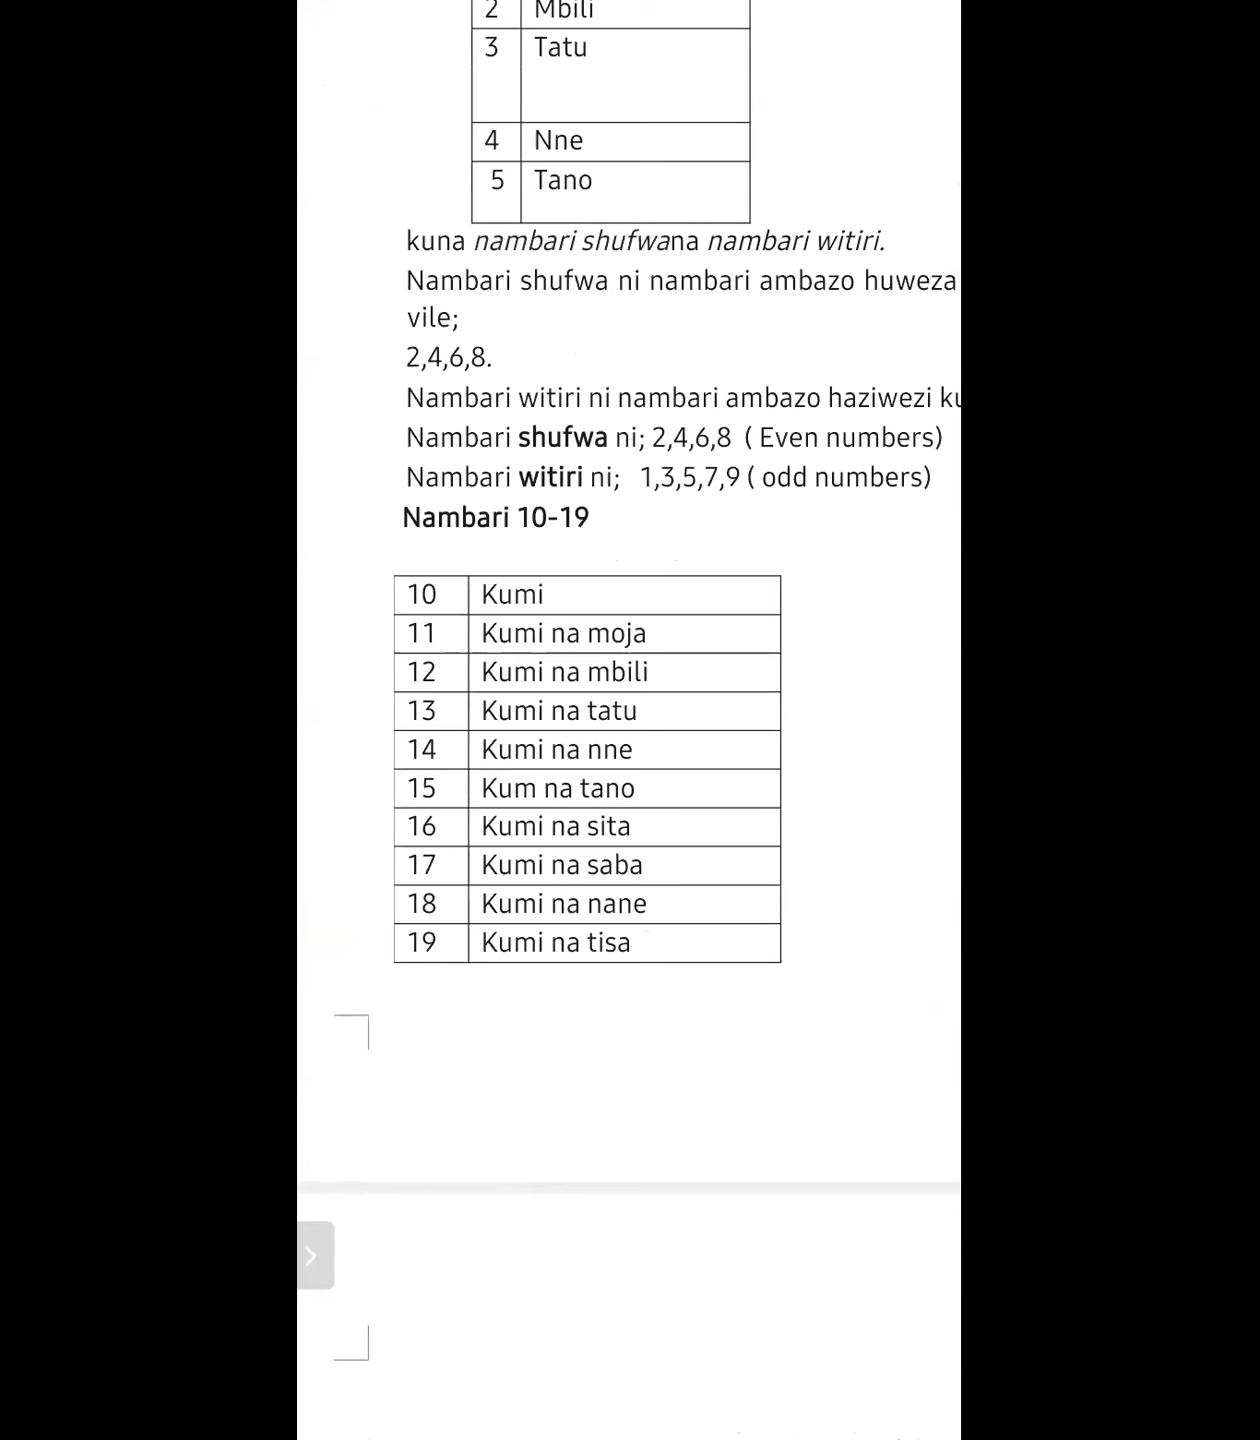 2 Mbili
3 Tatu
4 Nne
5 Tano
kuna nambari shufwana nambari witiri.
Nambari shufwa ni nambari ambazo huweza
vile;
2,4,6,8.
Nambari witiri ni nambari ambazo haziwezi
Nambari shufwa ni; 2,4,6,8 ( Even numbers)
Nambari witiri ni; 1,3,5,7,9 ( odd numbers)
Nambari 10-19
10 Kumi
11 Kumi na moja
12 Kumi na mbili
13 Kumi na tatu
14 Kumi na nne
15 Kum na tano
16 Kumi na sita
17 Kumi na saba
18 Kumi na nane
19 Kumi na tisa